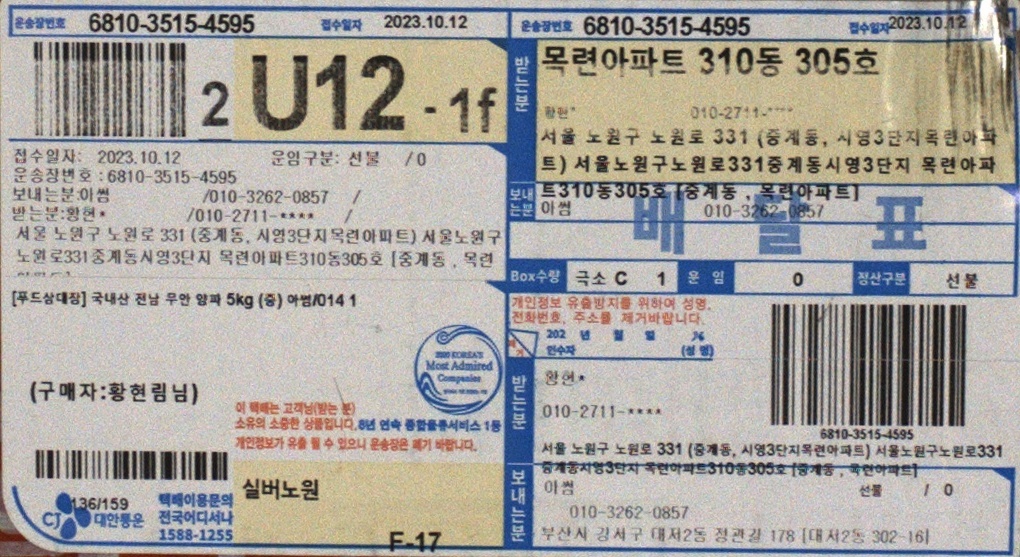 운송장번호 6810-3515-4595 접수일자 2023.10.12
2 U12 - 1f
접수일자: 2023.10.12 운임구분: 선불 / 0
운송장번호 : 6810-3515-4595
보내는분:아썸 /010-3262-0857 /
받는분:황현* /010-2711-**** /
서울 노원구 노원로 331 (중계동, 시영3단지목련아파트) 서울노원구
노원로331중계동시영3단지 목련아파트310동305호 [중계동 , 목련
[푸드삼대장] 국내산 전남 무안 양파 5kg (중) 아썸/014 1
2020 KOREA'S
Most Admired
Companies
(구매자:황현림님)
이 택배는 고객님(받는 분)
소유의 소중한 상품입니다.
8년 연속 종합물류서비스 1등
개인정보가 유출 될 수 있으니 운송장은 폐기 바랍니다.
136/159
CJ 대한통운
택배이용문의
전국어디서나
1588-1255
실버노원
F-17
운송장번호 6810-3515-4595 접수일자 2023.10.12
받는분
목련아파트 310동 305호
황현* 010-2711-****
서울 노원구 노원로 331 (중계동, 시영3단지목련아파
트) 서울노원구노원로331중계동시영3단지 목련아파
트310동305호 [중계동 , 목련아파트]
보내는분
아썸 010-3262-0857
배달표
Box수량 극소 C 1 운임 0 정산구분 선불
개인정보 유출방지를 위하여 성명,
전화번호, 주소를 제거바랍니다.
202 년 월 일 %
인수자 (성 명)
6810-3515-4595
받는분
황현*
010-2711-****
서울 노원구 노원로 331 (중계동, 시영3단지목련아파트) 서울노원구노원로331
중계동시영3단지 목련아파트310동305호 [중계동 , 목련아파트]
보내는분
아썸 선불 / 0
010-3262-0857
부산시 강서구 대저2동 정관길 178 [대저2동 302-16]